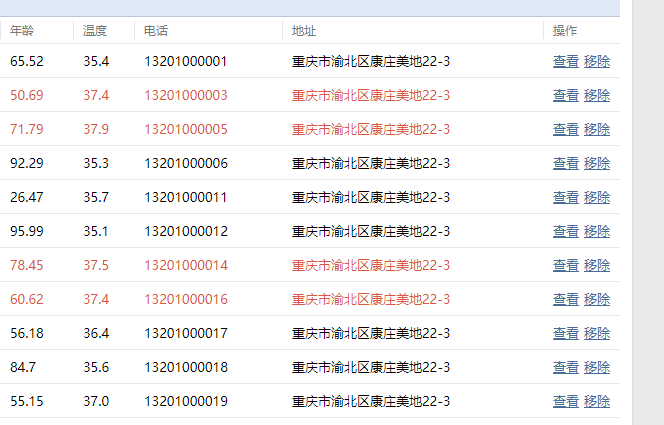 年龄 温度 电话 地址 操作
65.52 35.4 13201000001 重庆市渝北区康庄美地22-3 查看 移除
50.69 37.4 13201000003 重庆市渝北区康庄美地22-3 查看 移除
71.79 37.9 13201000005 重庆市渝北区康庄美地22-3 查看 移除
92.29 35.3 13201000006 重庆市渝北区康庄美地22-3 查看 移除
26.47 35.7 13201000011 重庆市渝北区康庄美地22-3 查看 移除
95.99 35.1 13201000012 重庆市渝北区康庄美地22-3 查看 移除
78.45 37.5 13201000014 重庆市渝北区康庄美地22-3 查看 移除
60.62 37.4 13201000016 重庆市渝北区康庄美地22-3 查看 移除
56.18 36.4 13201000017 重庆市渝北区康庄美地22-3 查看 移除
84.7 35.6 13201000018 重庆市渝北区康庄美地22-3 查看 移除
55.15 37.0 13201000019 重庆市渝北区康庄美地22-3 查看 移除